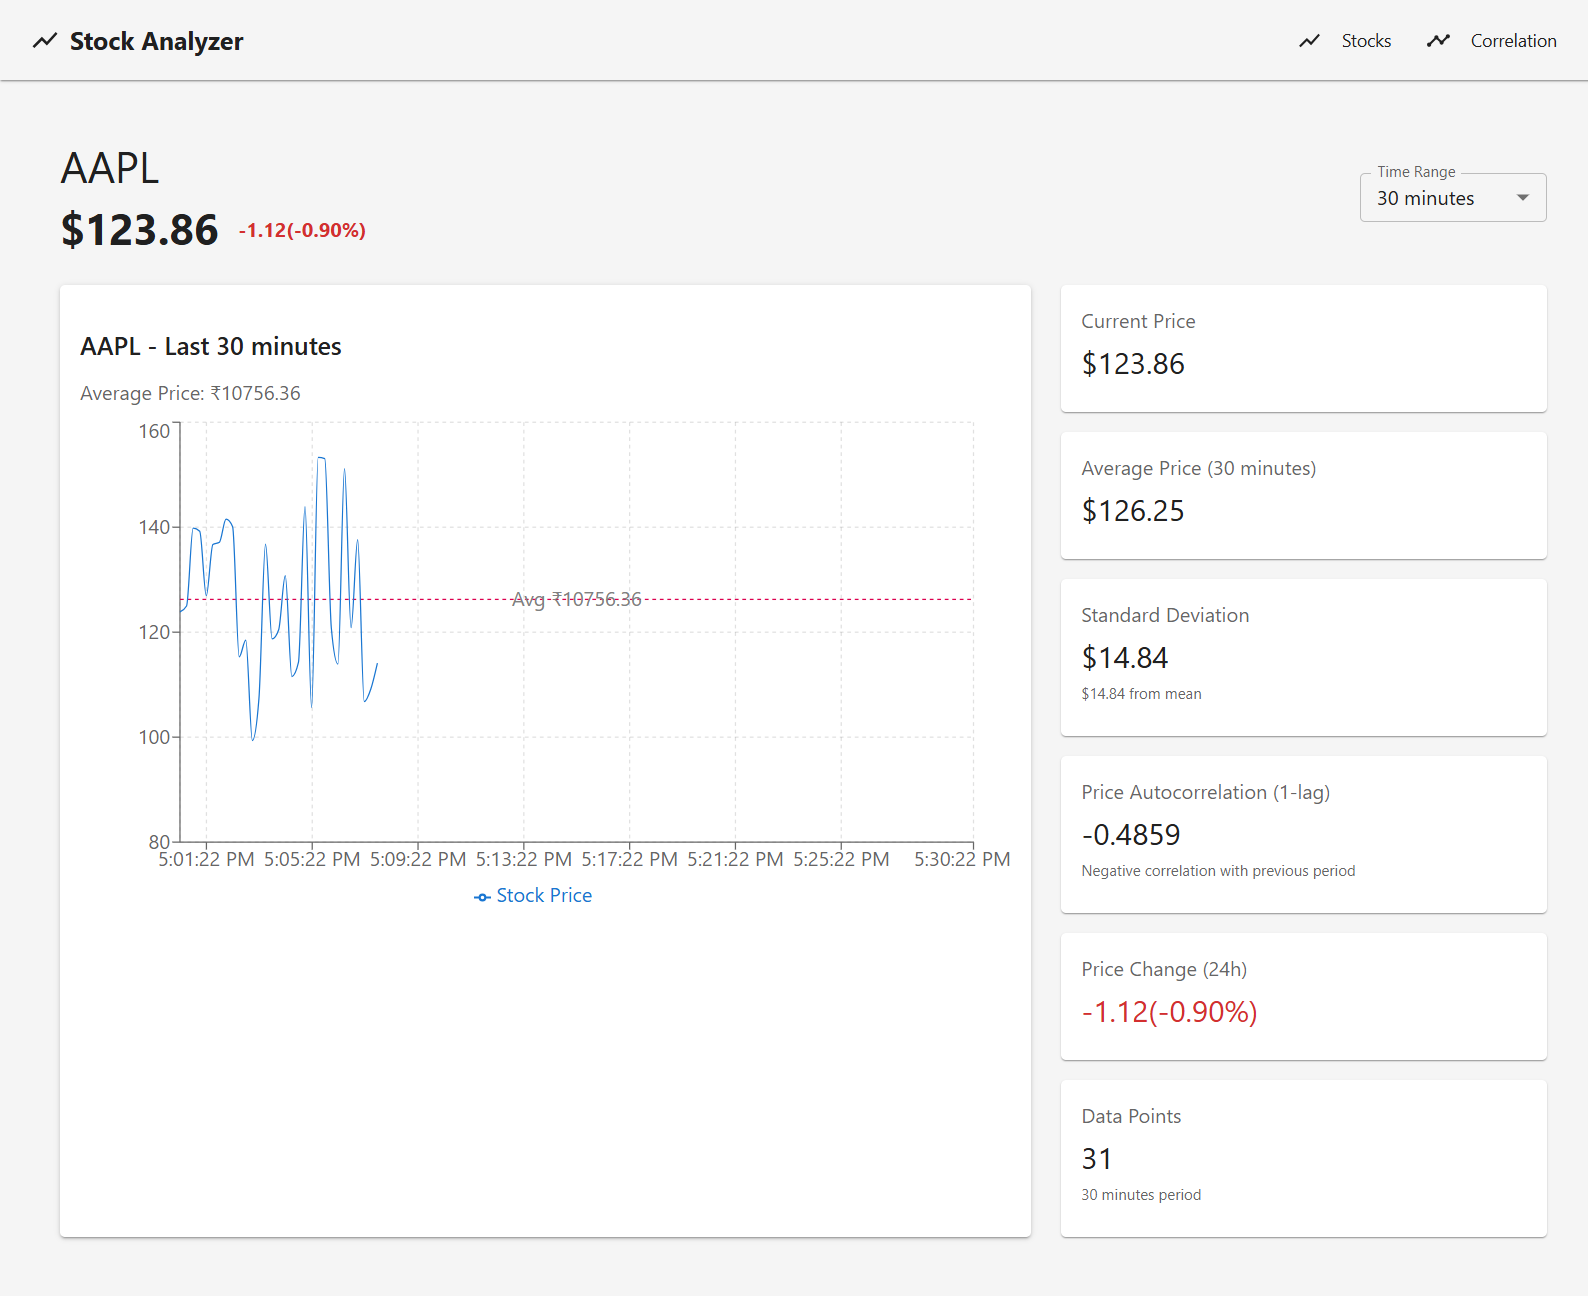 Stock Analyzer
Stocks
Correlation
AAPL
$123.86 -1.12(-0.90%)
Time Range
30 minutes
AAPL - Last 30 minutes
Average Price: ₹10756.36
160
140
120
100
80
Avg ₹10756.36
5:01:22 PM 5:05:22 PM 5:09:22 PM 5:13:22 PM 5:17:22 PM 5:21:22 PM 5:25:22 PM 5:30:22 PM
Stock Price
Current Price
$123.86
Average Price (30 minutes)
$126.25
Standard Deviation
$14.84
$14.84 from mean
Price Autocorrelation (1-lag)
-0.4859
Negative correlation with previous period
Price Change (24h)
-1.12(-0.90%)
Data Points
31
30 minutes period